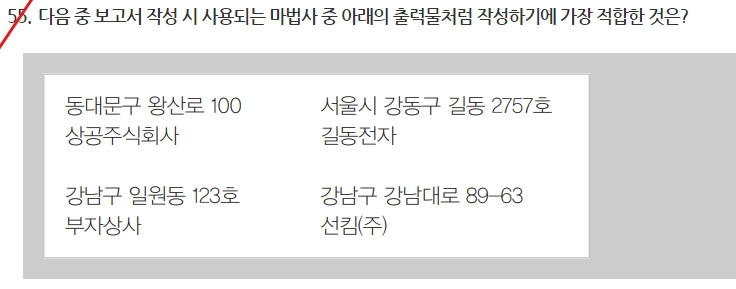 55. 다음 중 보고서 작성 시 사용되는 마법사 중 아래의 출력물처럼 작성하기에 가장 적합한 것은?
동대문구 왕산로 100 서울시 강동구 길동 2757호
상공주식회사 길동전자
강남구 일원동 123호 강남구 강남대로 89-63
부자상사 선킴(주)